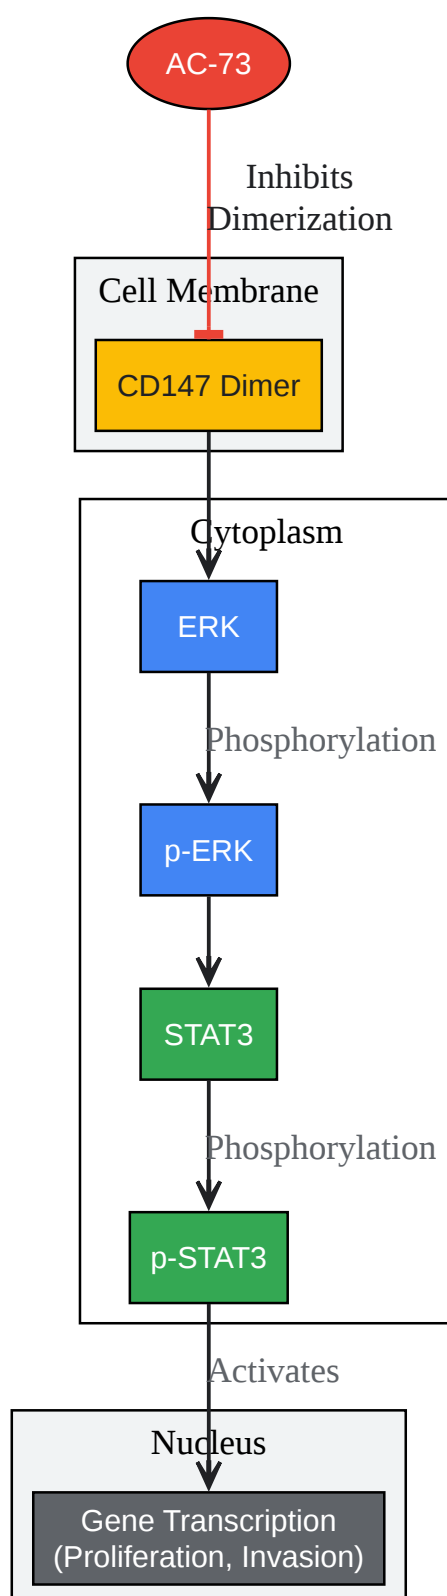 AC-73
Inhibits
Dimerization
Cell Membrane
CD147 Dimer
Cytoplasm
ERK
Phosphorylation
p-ERK
STAT3
Phosphorylation
p-STAT3
Activates
Nucleus
Gene Transcription
(Proliferation, Invasion)